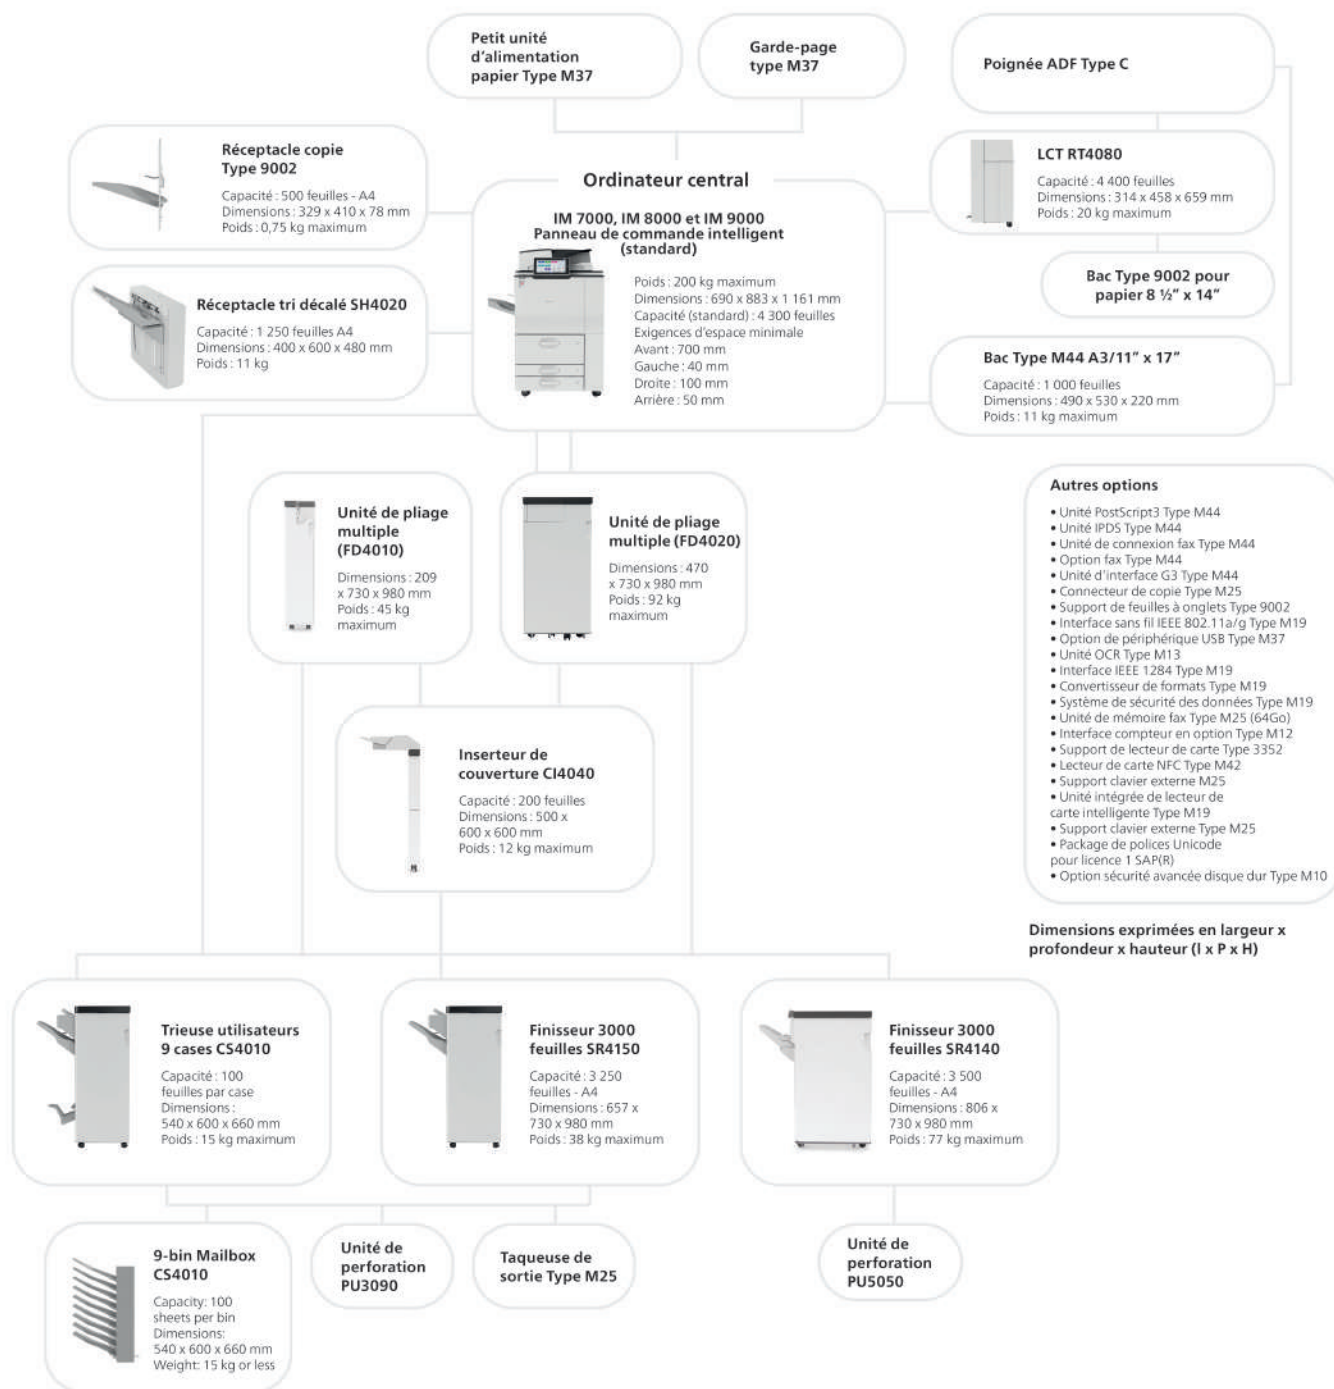 Petit unité
d'alimentation
papier Type M37
Garde-page
type M37
Poignée ADF Type C
Réceptacle copie
Type 9002
Capacité : 500 feuilles - A4
Dimensions : 329 x 410 x 78 mm
Poids : 0,75 kg maximum
LCT RT4080
Capacité : 4 400 feuilles
Dimensions : 314 x 458 x 659 mm
Poids : 20 kg maximum
Ordinateur central
IM 7000, IM 8000 et IM 9000
Panneau de commande intelligent
(standard)
Poids : 200 kg maximum
Dimensions : 690 x 883 x 1 161 mm
Capacité (standard) : 4 300 feuilles
Exigences d'espace minimale
Avant : 700 mm
Gauche : 40 mm
Droite : 100 mm
Arrière : 50 mm
Bac Type 9002 pour
papier 8 ½" x 14"
Réceptacle tri décalé SH4020
Capacité : 1 250 feuilles A4
Dimensions : 400 x 600 x 480 mm
Poids : 11 kg
Bac Type M44 A3/11" x 17"
Capacité : 1 000 feuilles
Dimensions : 490 x 530 x 220 mm
Poids : 11 kg maximum
Unité de pliage
multiple
(FD4010)
Dimensions : 209
x 730 x 980 mm
Poids : 45 kg
maximum
Unité de pliage
multiple (FD4020)
Dimensions : 470
x 730 x 980 mm
Poids : 92 kg
maximum
Autres options
• Unité PostScript3 Type M44
• Unité IPDS Type M44
• Unité de connexion fax Type M44
• Option fax Type M44
• Unité d'interface G3 Type M44
• Connecteur de copie Type M25
• Support de feuilles à onglets Type 9002
• Interface sans fil IEEE 802.11a/g Type M19
• Option de périphérique USB Type M37
• Unité OCR Type M13
• Interface IEEE 1284 Type M19
• Convertisseur de formats Type M19
• Système de sécurité des données Type M19
• Unité de mémoire fax Type M25 (64Go)
• Interface compteur en option Type M12
• Support de lecteur de carte Type 3352
• Lecteur de carte NFC Type M42
• Support clavier externe M25
• Unité intégrée de lecteur de
carte intelligente Type M19
• Support clavier externe Type M25
• Package de polices Unicode
pour licence 1 SAP(R)
• Option sécurité avancée disque dur Type M10
Inserteur de
couverture CI4040
Capacité : 200 feuilles
Dimensions : 500 x
600 x 600 mm
Poids : 12 kg maximum
Dimensions exprimées en largeur x
profondeur x hauteur (l x P x H)
Trieuse utilisateurs
9 cases CS4010
Capacité : 100
feuilles par case
Dimensions :
540 x 600 x 660 mm
Poids : 15 kg maximum
Finisseur 3000
feuilles SR4150
Capacité : 3 250
feuilles - A4
Dimensions : 657 x
730 x 980 mm
Poids : 38 kg maximum
Finisseur 3000
feuilles SR4140
Capacité : 3 500
feuilles - A4
Dimensions : 806 x
730 x 980 mm
Poids : 77 kg maximum
9-bin Mailbox
CS4010
Capacity: 100
sheets per bin
Dimensions:
540 x 600 x 660 mm
Weight: 15 kg or less
Unité de
perforation
PU3090
Taqueuse de
sortie Type M25
Unité de
perforation
PU5050